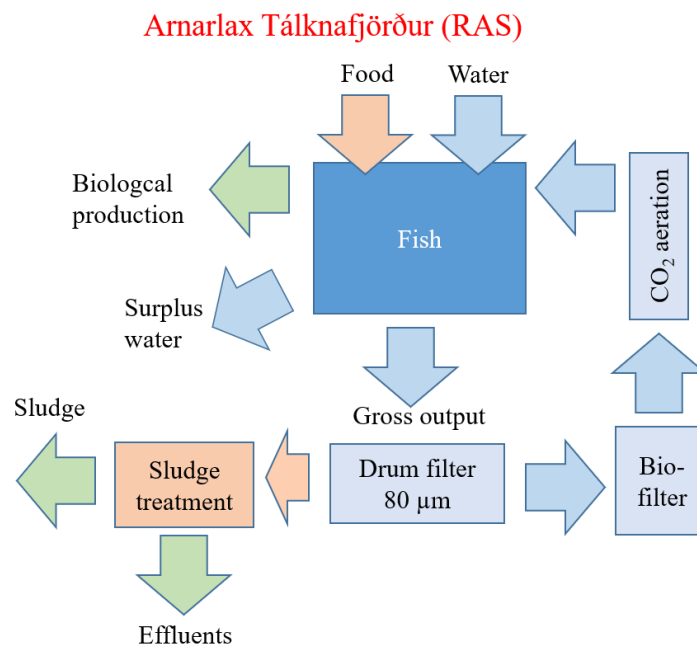 Arnarlax Tálknafjörður (RAS)
Food
Water
Biologcal
production
Fish
CO₂ aeration
Surplus
water
Gross output
Sludge
Sludge
treatment
Drum filter
80 µm
Bio-
filter
Effluents